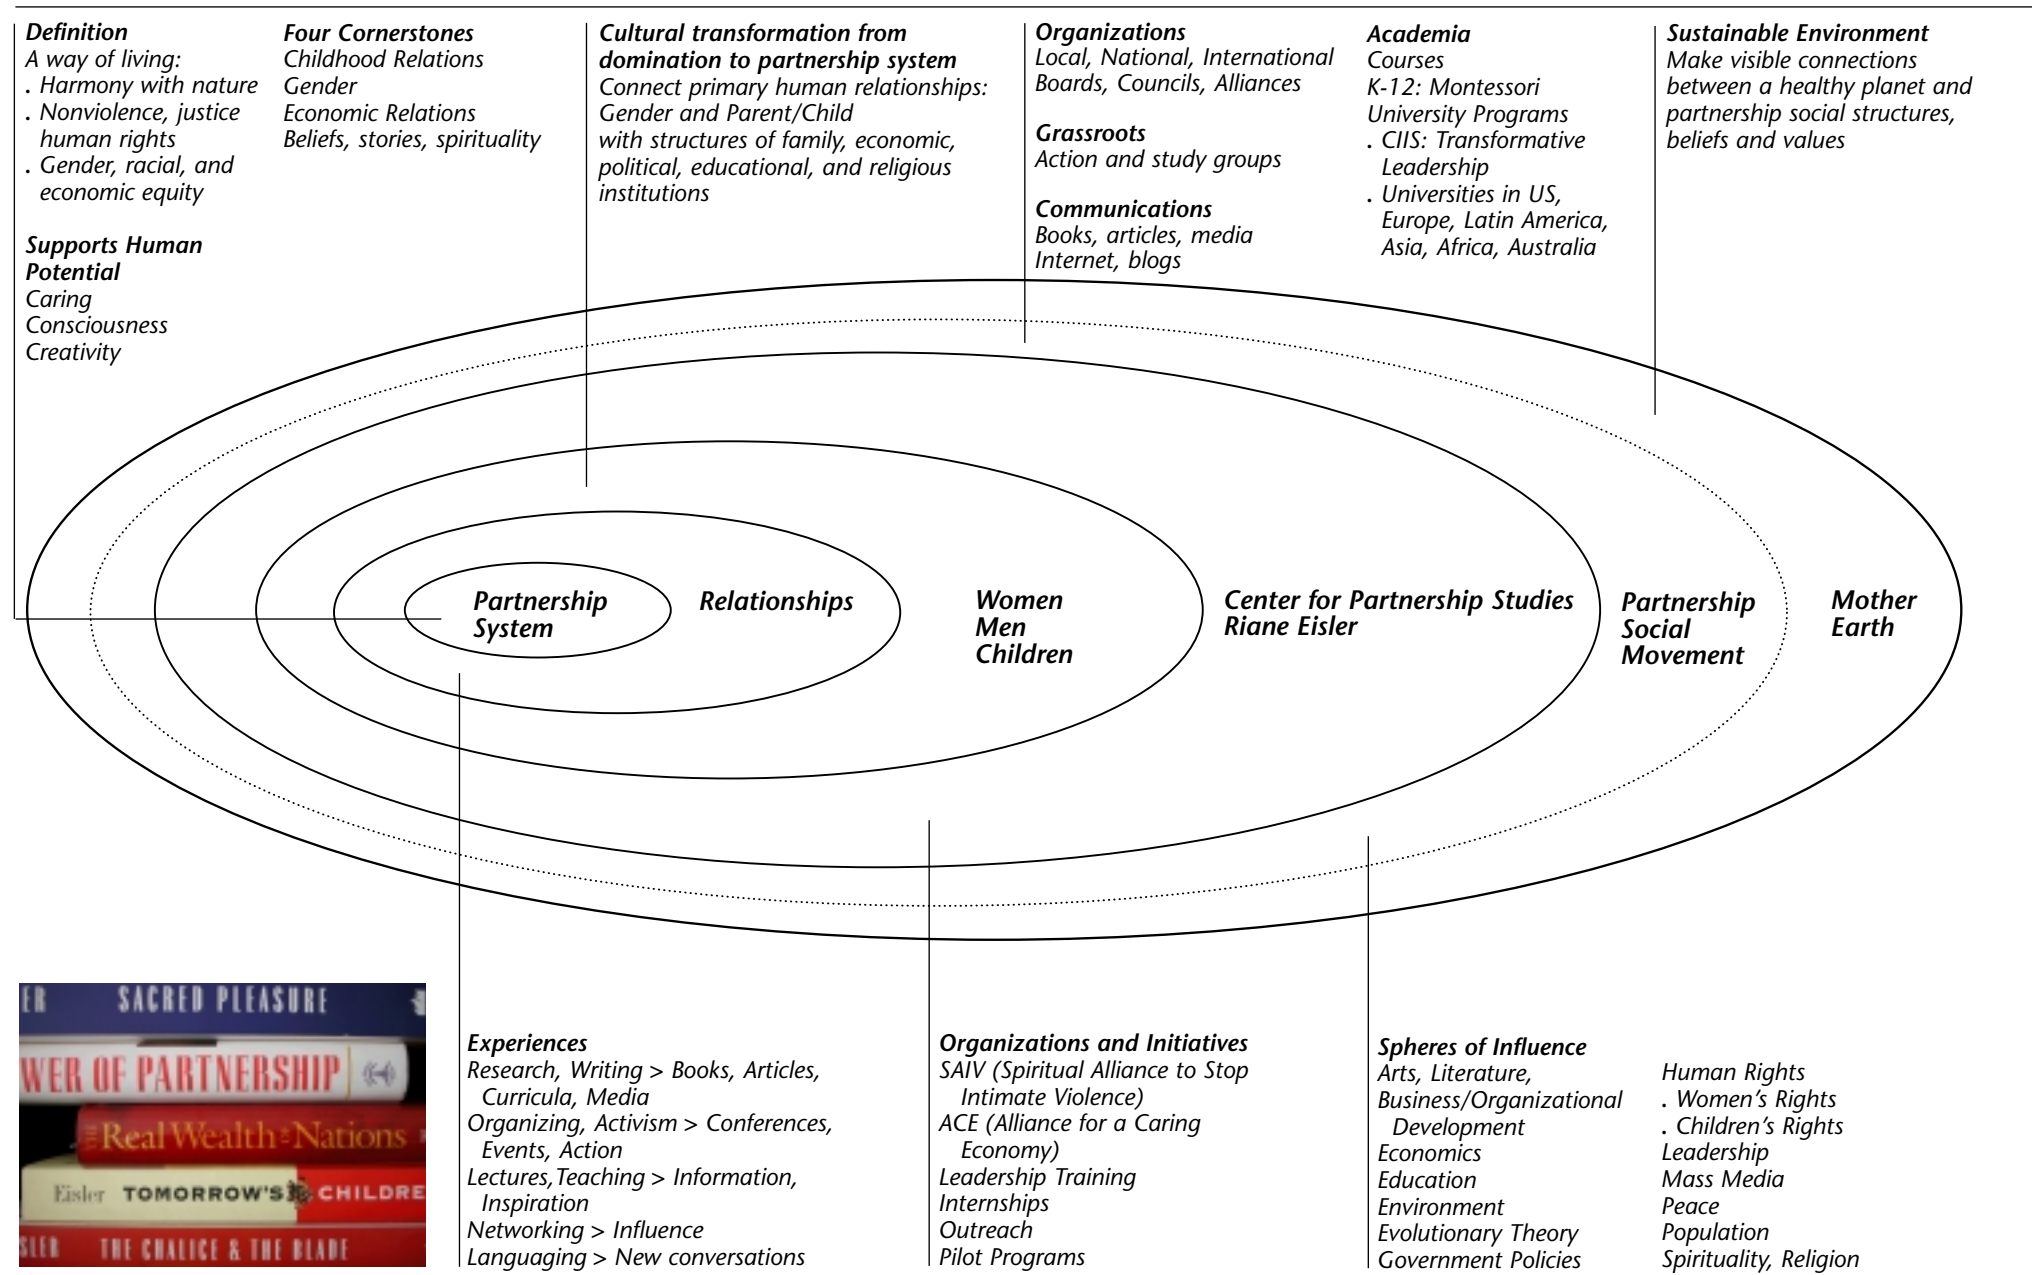 Definition
A way of living:
. Harmony with nature
. Nonviolence, justice
human rights
. Gender, racial, and
economic equity
Supports Human
Potential
Caring
Consciousness
Creativity
Four Cornerstones
Childhood Relations
Gender
Economic Relations
Beliefs, stories, spirituality
Cultural transformation from
domination to partnership system
Connect primary human relationships:
Gender and Parent/Child
with structures of family, economic,
political, educational, and religious
institutions
Organizations
Local, National, International
Boards, Councils, Alliances
Grassroots
Action and study groups
Communications
Books, articles, media
Internet, blogs
Academia
Courses
K-12: Montessori
University Programs
. CIIS: Transformative
Leadership
. Universities in US,
Europe, Latin America,
Asia, Africa, Australia
Sustainable Environment
Make visible connections
between a healthy planet and
partnership social structures,
beliefs and values
Partnership
System
Relationships
Women
Men
Children
Center for Partnership Studies
Riane Eisler
Partnership
Social
Movement
Mother
Earth
ER SACRED PLEASURE
WER OF PARTNERSHIP
Real Wealth of Nations
Eisler TOMORROW'S CHILDRE
SLER THE CHALICE & THE BLADE
Experiences
Research, Writing > Books, Articles,
Curricula, Media
Organizing, Activism > Conferences,
Events, Action
Lectures,Teaching > Information,
Inspiration
Networking > Influence
Languaging > New conversations
Organizations and Initiatives
SAIV (Spiritual Alliance to Stop
Intimate Violence)
ACE (Alliance for a Caring
Economy)
Leadership Training
Internships
Outreach
Pilot Programs
Spheres of Influence
Arts, Literature,
Business/Organizational
Development
Economics
Education
Environment
Evolutionary Theory
Government Policies
Human Rights
. Women’s Rights
. Children’s Rights
Leadership
Mass Media
Peace
Population
Spirituality, Religion